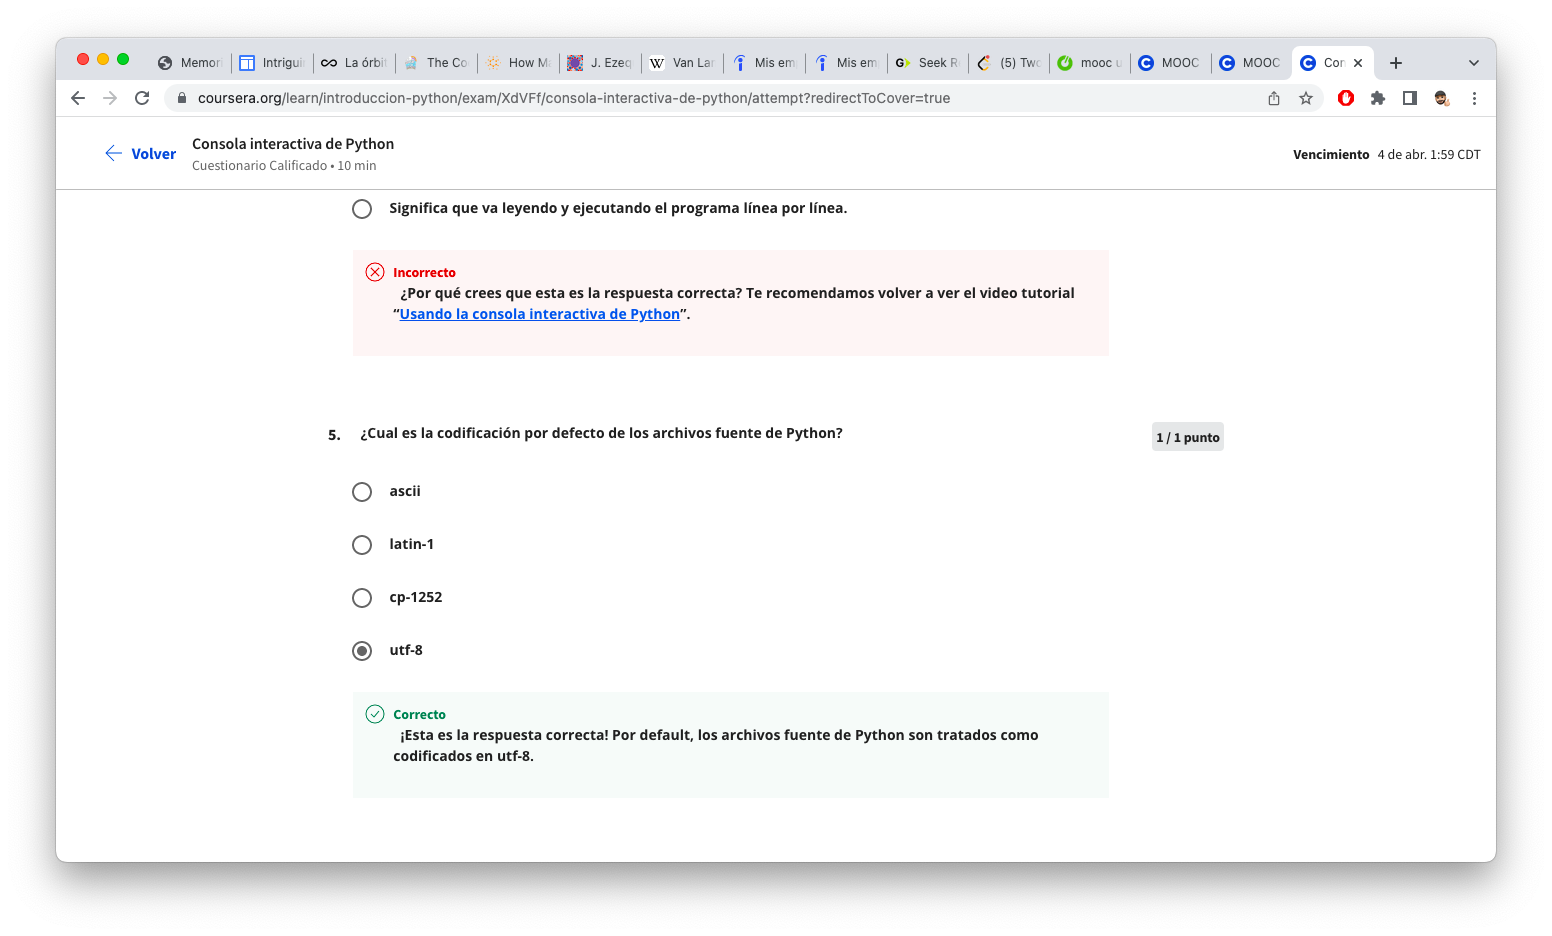 Memori
Intrigui
La órbit
The Co
How Ma
J. Ezeq
Van Lar
Mis em
Mis em
Seek R
(5) Two
mooc u
MOOC
MOOC
Con
coursera.org/learn/introduccion-python/exam/XdVFf/consola-interactiva-de-python/attempt?redirectToCover=true
Volver
Consola interactiva de Python
Cuestionario Calificado • 10 min
Vencimiento 4 de abr. 1:59 CDT
Significa que va leyendo y ejecutando el programa línea por línea.
Incorrecto
¿Por qué crees que esta es la respuesta correcta? Te recomendamos volver a ver el video tutorial
“Usando la consola interactiva de Python”.
5. ¿Cual es la codificación por defecto de los archivos fuente de Python?
1 / 1 punto
ascii
latin-1
cp-1252
utf-8
Correcto
¡Esta es la respuesta correcta! Por default, los archivos fuente de Python son tratados como
codificados en utf-8.